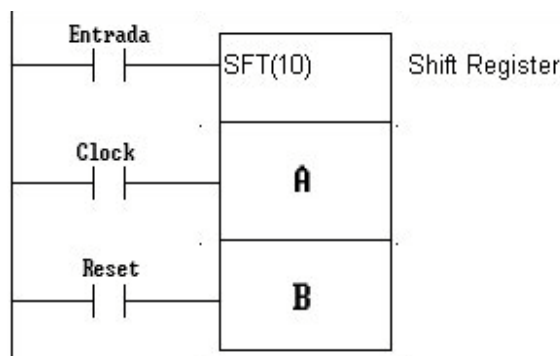 Entrada
SFT(10) Shift Register
Clock
A
Reset
B